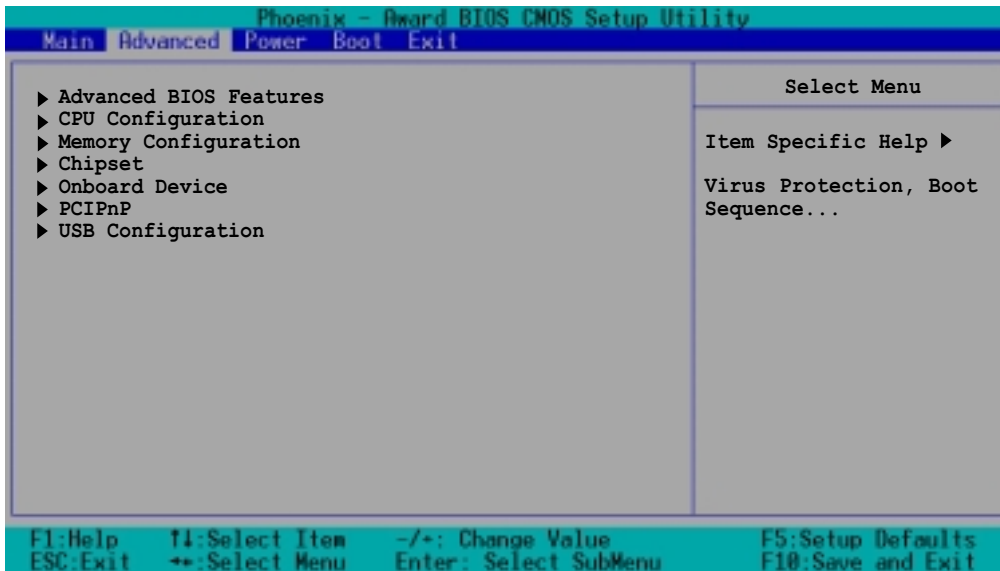 Phoenix - Award BIOS CMOS Setup Utility
Main Advanced Power Boot Exit
Advanced BIOS Features
CPU Configuration
Memory Configuration
Chipset
Onboard Device
PCIPnP
USB Configuration
Select Menu
Item Specific Help
Virus Protection, Boot
Sequence...
F1:Help ↑↓:Select Item -/+: Change Value F5:Setup Defaults
ESC:Exit ←→:Select Menu Enter: Select SubMenu F10:Save and Exit